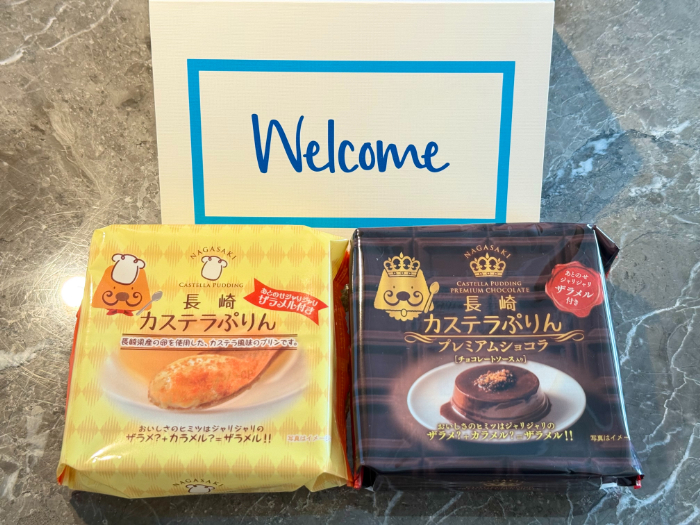 Welcome
NAGASAKI
CASTELLA PUDDING
長崎
カステラぷりん
あとのせジャリジャリ
ザラメル付き
長崎県産の卵を使用した、カステラ風味のプリンです。
おいしさのヒミツはジャリジャリの
ザラメ?+カラメル?=ザラメル!!
写真はイメージ
NAGASAKI
NAGASAKI
CASTELLA PUDDING
PREMIUM CHOCOLATE
長崎
カステラぷりん
プレミアムショコラ
[チョコレートソース入り]
あとのせ
ジャリジャリ
ザラメル
付き
おいしさのヒミツはジャリジャリの
ザラメ?+カラメル?=ザラメル!!
写真はイメー